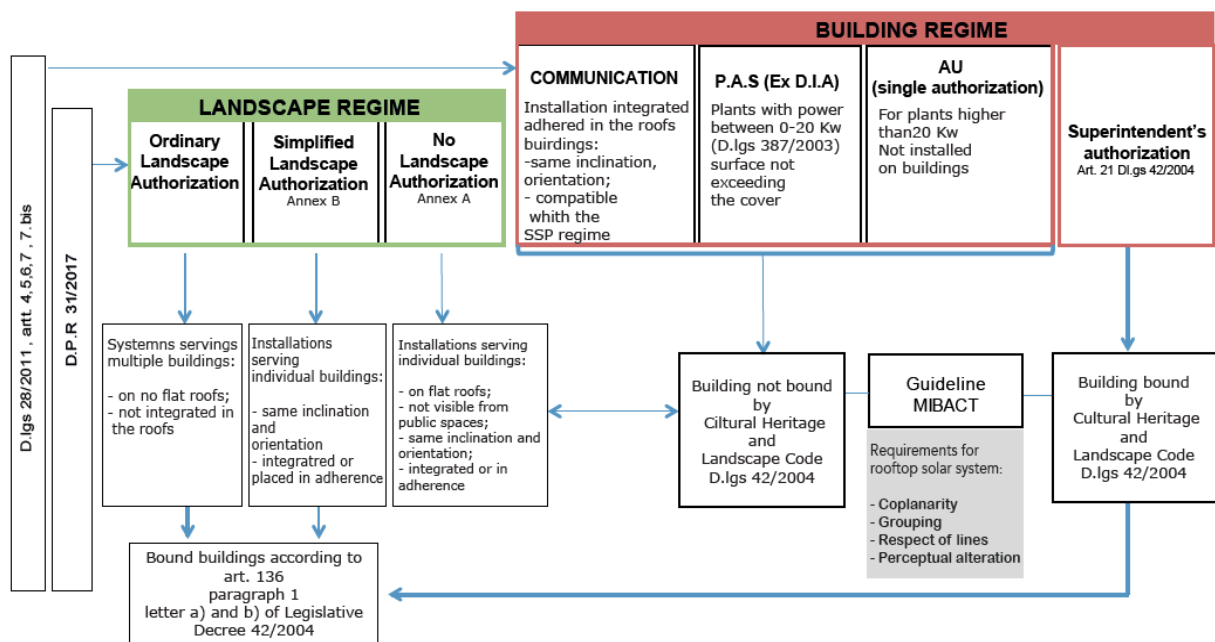 D.lgs 28/2011 , artt. 4,5,6,7 , 7.bis
D.P.R 31/2017
LANDSCAPE REGIME
Ordinary
Landscape
Authorization
Simplified
Landscape
Authorization
Annex B
No
Landscape
Authorization
Annex A
BUILDING REGIME
COMMUNICATION
Installation integrated
adhered in the roofs
buirdings:
-same inclination,
orientation;
- compatible
whith the
SSP regime
P.A.S (Ex D.I.A)
Plants with power
between 0-20 Kw
(D.lgs 387/2003)
surface not
exceeding
the cover
AU
(single authorization)
For plants higher
than20 Kw
Not installed
on buildings
Superintendent's
authorization
Art. 21 Dl.gs 42/2004
Systemns servings
multiple buildings:
- on no flat roofs;
- not integrated in
the roofs
Installations
serving
individual buildings:
- same inclination
and
orientation
- integratred or
placed in adherence
Installations serving
individual buildings:
- on flat roofs;
- not visible from
public spaces;
- same inclination and
orientation;
- integrated or in
adherence
Building not bound
by
Ciltural Heritage
and
Landscape Code
D.lgs 42/2004
Guideline
MIBACT
Requirements for
rooftop solar system:
- Coplanarity
- Grouping
- Respect of lines
- Perceptual alteration
Building bound
by
Cultural Heritage
and
Landscape Code
D.lgs 42/2004
Bound buildings according to
art. 136
paragraph 1
letter a) and b) of Legislative
Decree 42/2004